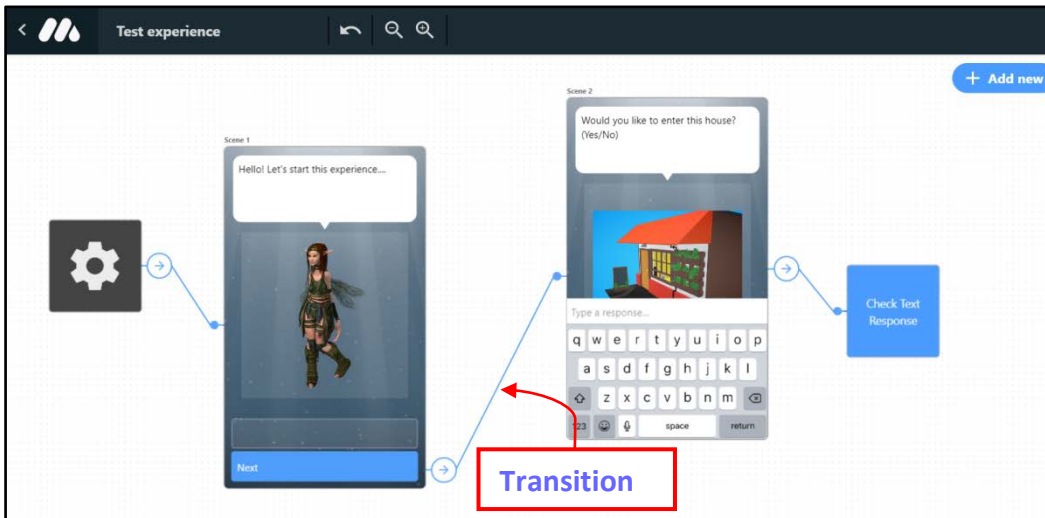 Test experience
+ Add new
Scene 1
Hello! Let's start this experience....
Next
Scene 2
Would you like to enter this house?
(Yes/No)
Type a response...
q w e r t y u i o p
a s d f g h j k l
z x c v b n m
123 space return
Check Text
Response
Transition